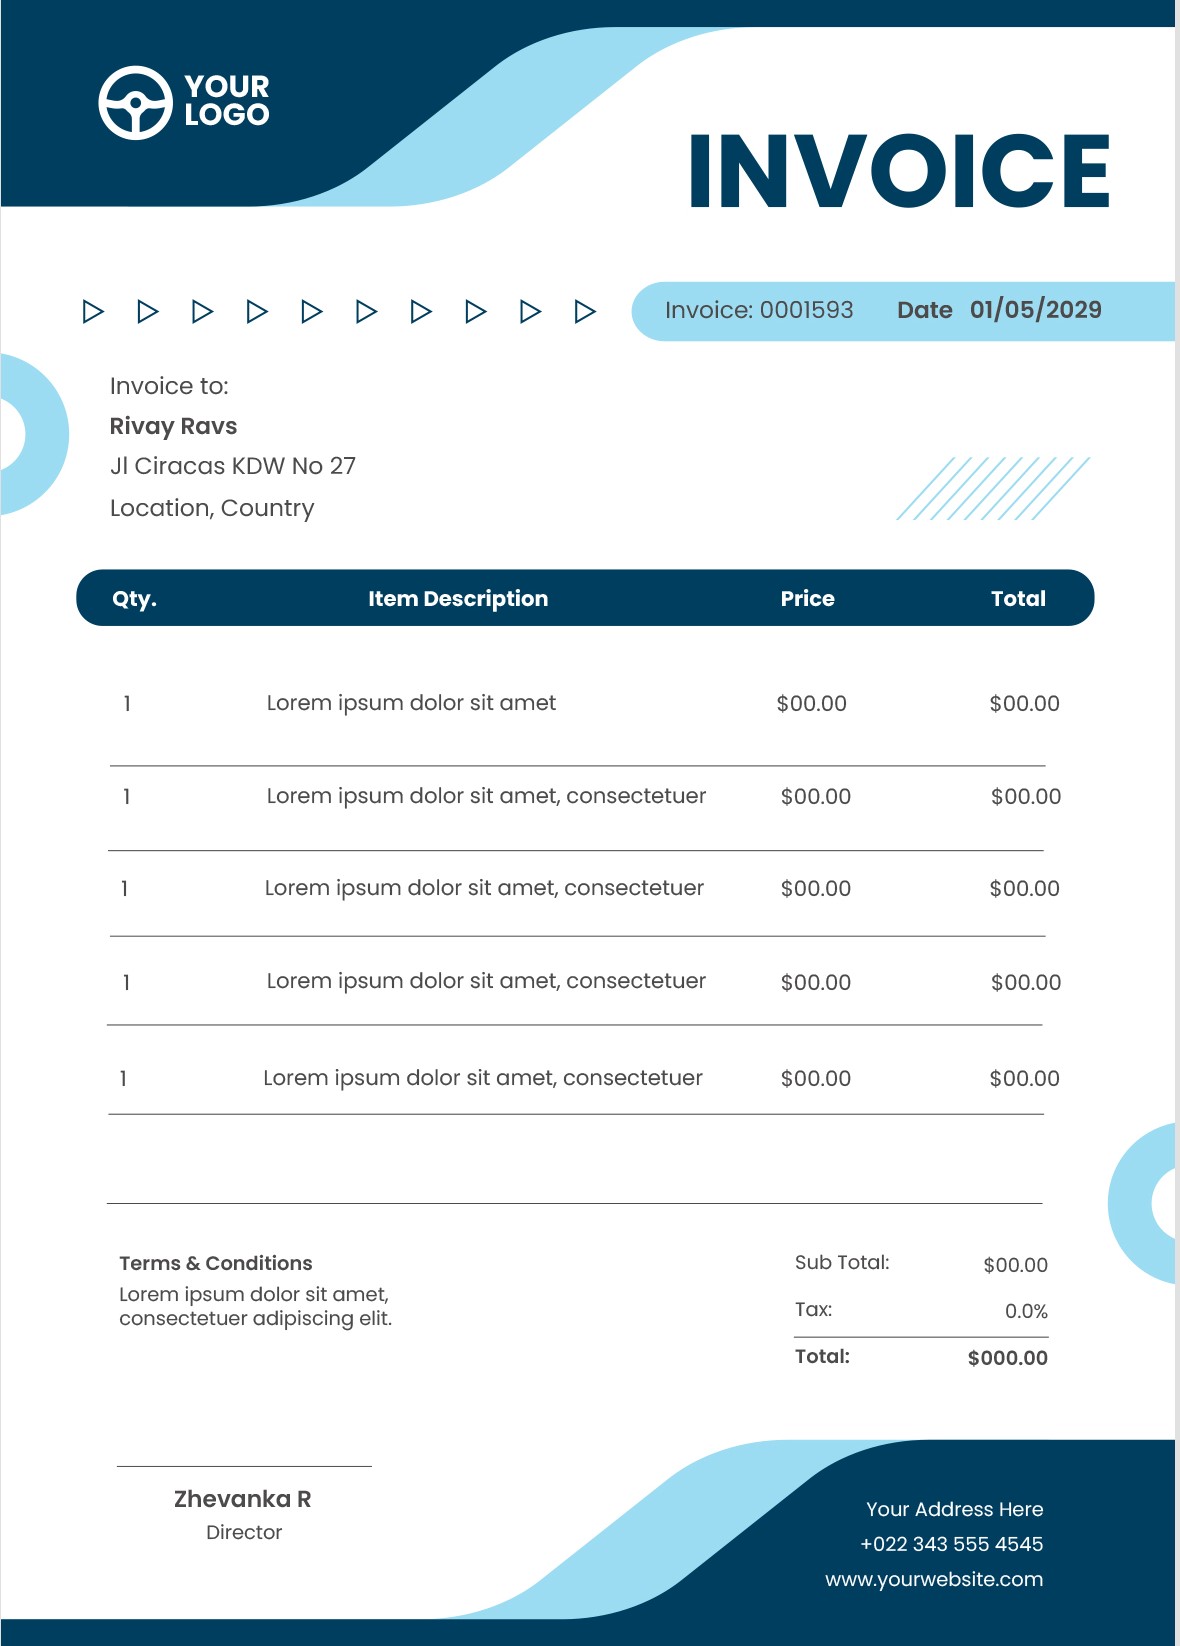 YOUR
LOGO
INVOICE
Invoice: 0001593 Date 01/05/2029
Invoice to:
Rivay Ravs
Jl Ciracas KDW No 27
Location, Country
Qty. Item Description Price Total
1 Lorem ipsum dolor sit amet $00.00 $00.00
1 Lorem ipsum dolor sit amet, consectetuer $00.00 $00.00
1 Lorem ipsum dolor sit amet, consectetuer $00.00 $00.00
1 Lorem ipsum dolor sit amet, consectetuer $00.00 $00.00
1 Lorem ipsum dolor sit amet, consectetuer $00.00 $00.00
Terms & Conditions
Lorem ipsum dolor sit amet,
consectetuer adipiscing elit.
Sub Total: $00.00
Tax: 0.0%
Total: $000.00
Zhevanka R
Director
Your Address Here
+022 343 555 4545
www.yourwebsite.com